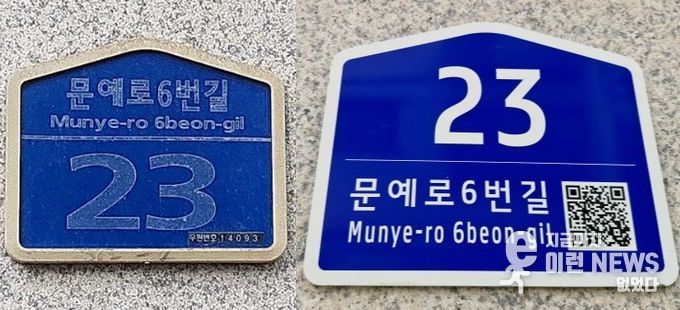 문예로6번길
Munye-ro 6beon-gil
23
우편번호 14093
23
문예로6번길
Munye-ro 6beon-gil
지금까지
이런 NEWS
없었다